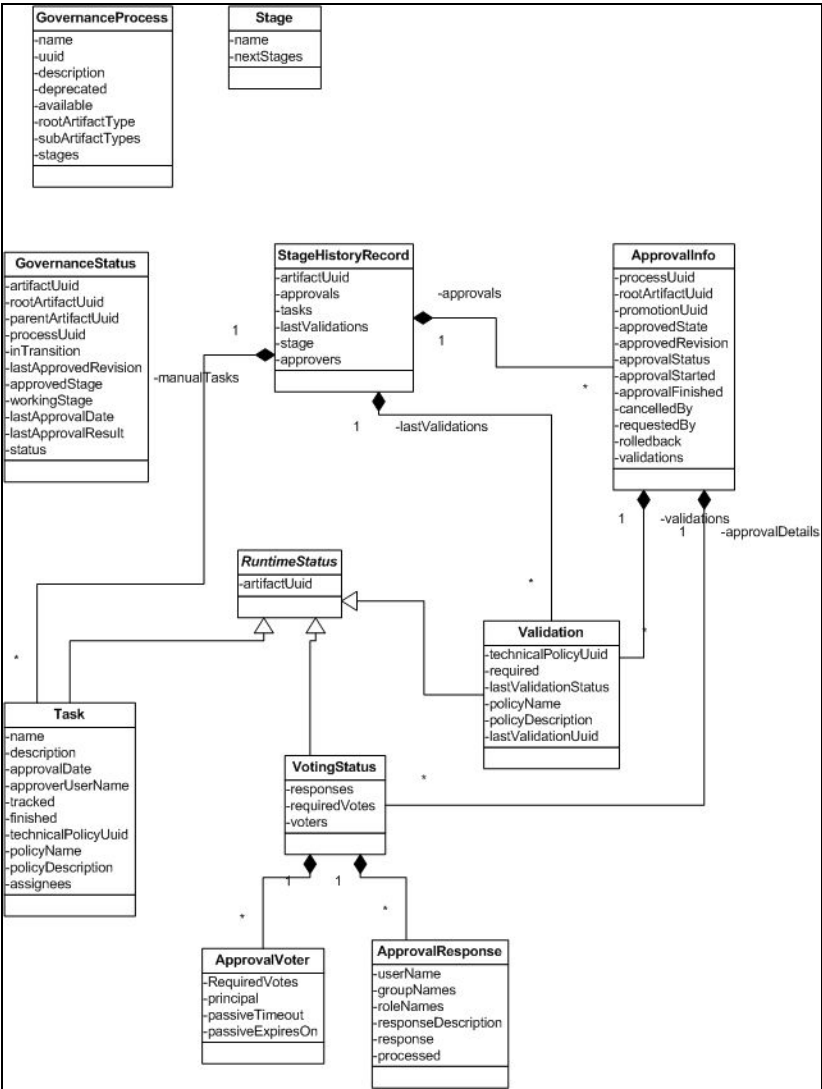 GovernanceProcess
-name
-uuid
-description
-deprecated
-available
-rootArtifactType
-subArtifactTypes
-stages
Stage
-name
-nextStages
GovernanceStatus
-artifactUuid
-rootArtifactUuid
-parentArtifactUuid
-processUuid
-inTransition
-lastApprovedRevision
-approvedStage
-workingStage
-lastApprovalDate
-lastApprovalResult
-status
StageHistoryRecord
-artifactUuid
-approvals
-tasks
-lastValidations
-stage
-approvers
ApprovalInfo
-processUuid
-rootArtifactUuid
-promotionUuid
-approvedState
-approvedRevision
-approvalStatus
-approvalStarted
-approvalFinished
-cancelledBy
-requestedBy
-rolledback
-validations
-approvals
1
*
1
-manualTasks
*
1
-lastValidations
*
1
-validations
*
1
-approvalDetails
*
RuntimeStatus
-artifactUuid
Validation
-technicalPolicyUuid
-required
-lastValidationStatus
-policyName
-policyDescription
-lastValidationUuid
Task
-name
-description
-approvalDate
-approverUserName
-tracked
-finished
-technicalPolicyUuid
-policyName
-policyDescription
-assignees
VotingStatus
-responses
-requiredVotes
-voters
1
*
1
*
ApprovalVoter
-RequiredVotes
-principal
-passiveTimeout
-passiveExpiresOn
ApprovalResponse
-userName
-groupNames
-roleNames
-responseDescription
-response
-processed